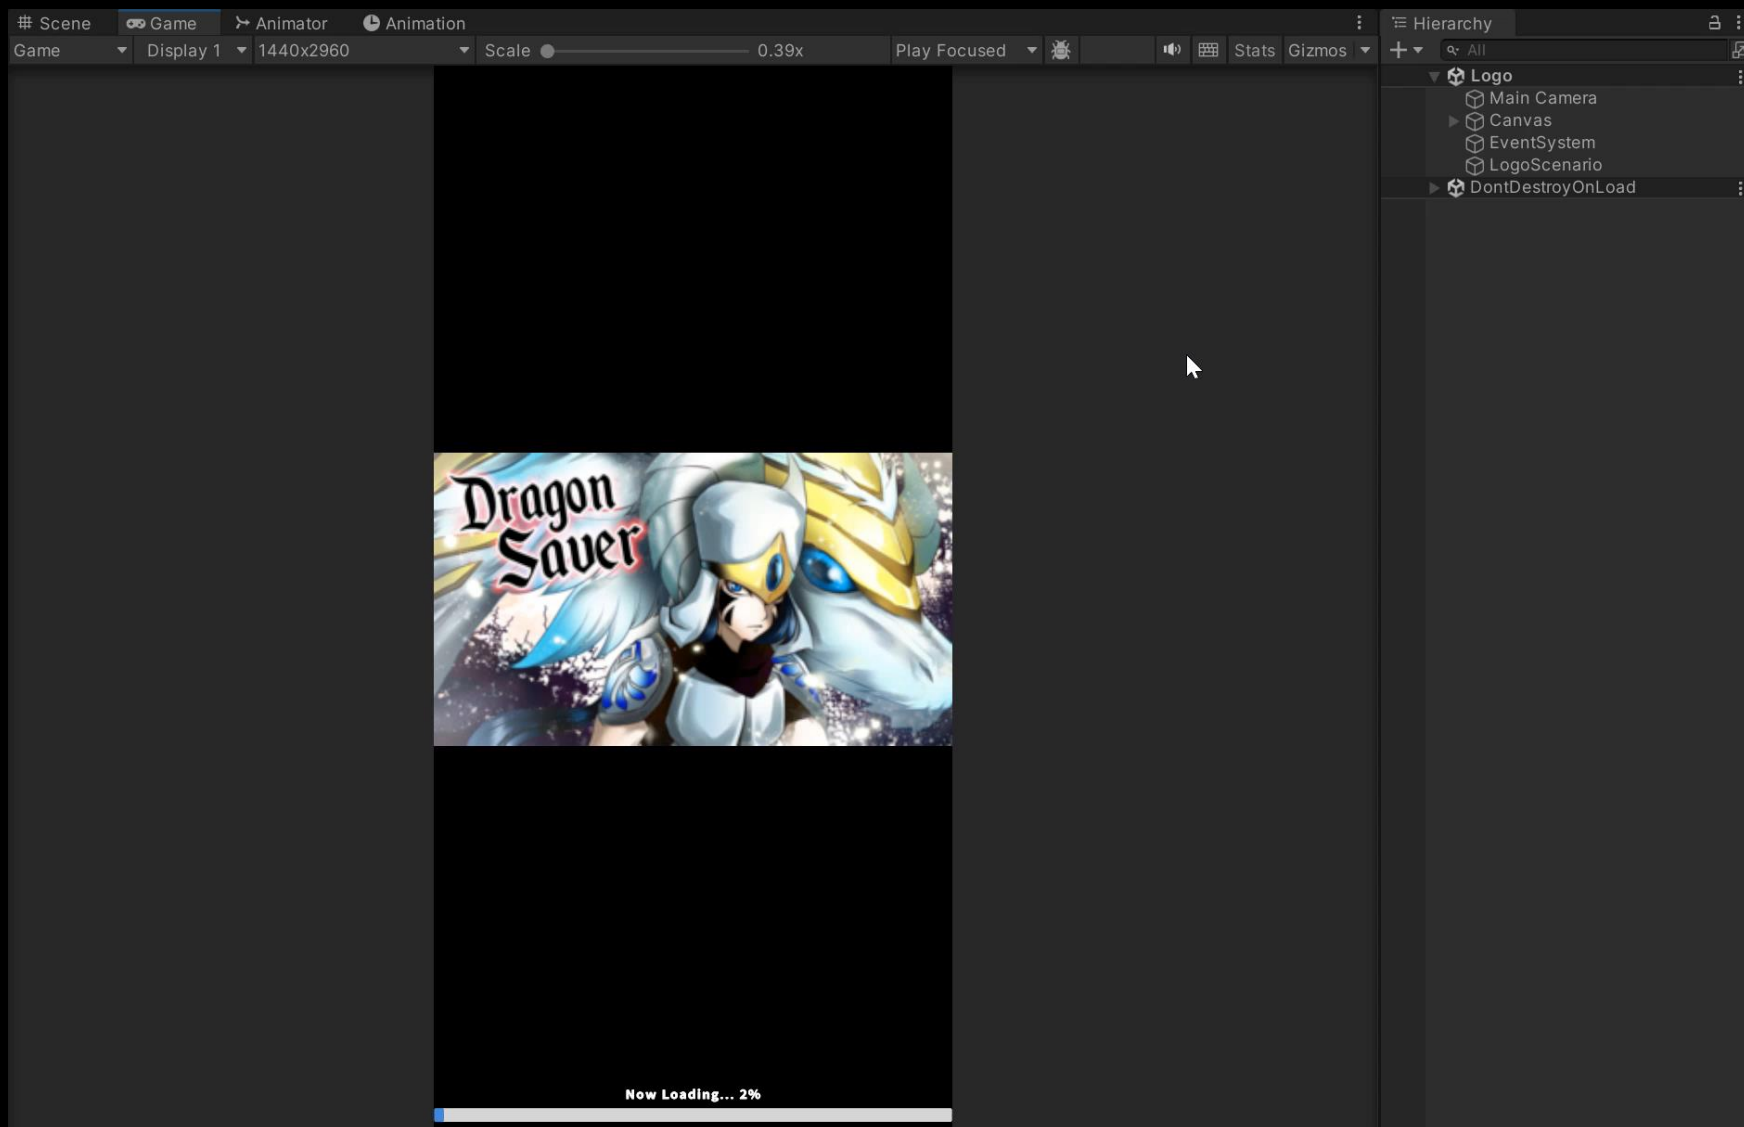 Scene Game Animator Animation
Game Display 1 1440x2960 Scale 0.39x Play Focused Stats Gizmos
Dragon
Saver
Now Loading... 2%
Hierarchy
All
Logo
Main Camera
Canvas
EventSystem
LogoScenario
DontDestroyOnLoad